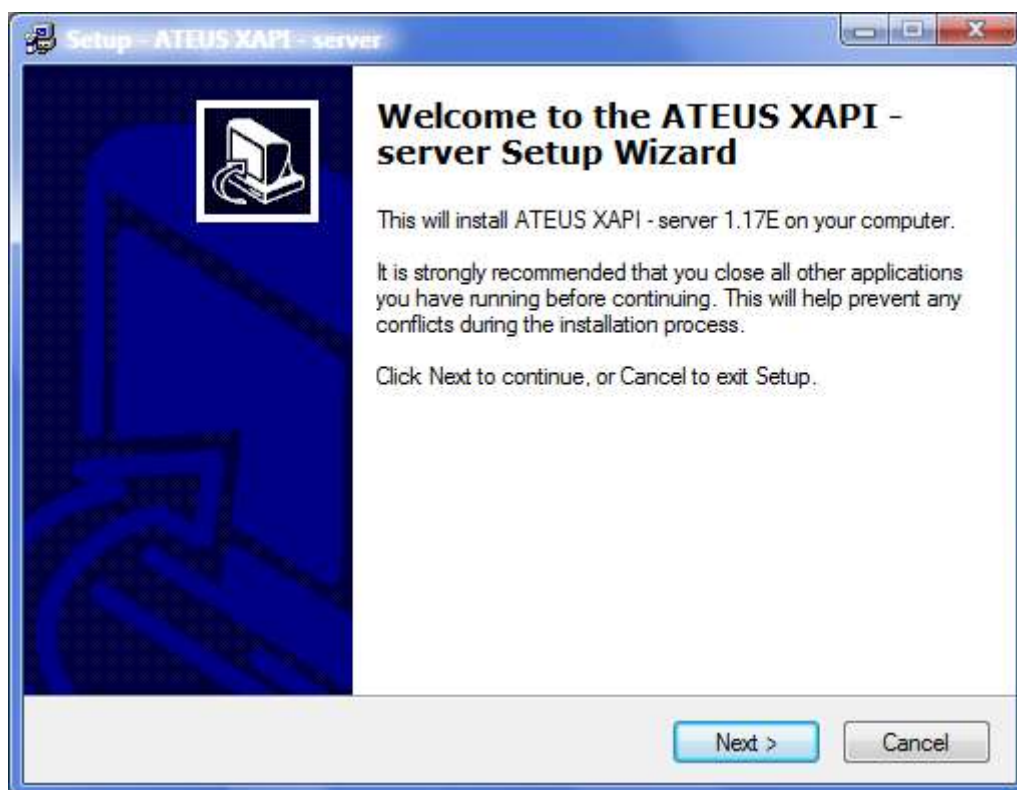 Setup - ATEUS XAPI - server
Welcome to the ATEUS XAPI -
server Setup Wizard
This will install ATEUS XAPI - server 1.17E on your computer.
It is strongly recommended that you close all other applications
you have running before continuing. This will help prevent any
conflicts during the installation process.
Click Next to continue, or Cancel to exit Setup.
Next >
Cancel